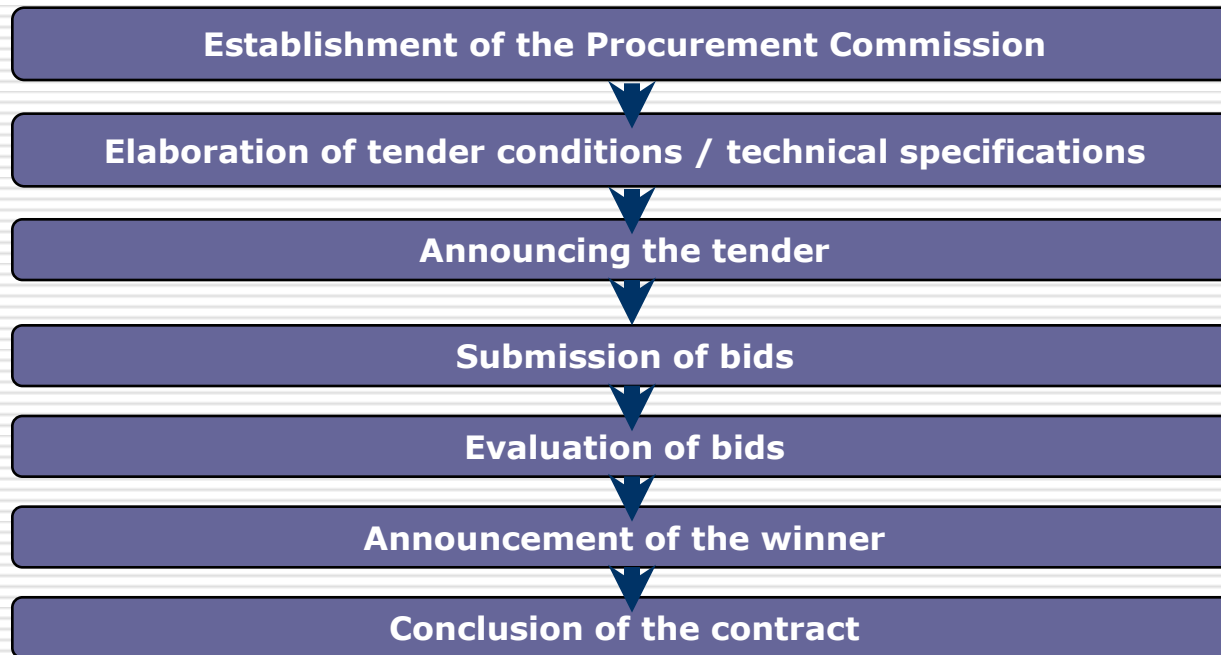 Establishment of the Procurement Commission
Elaboration of tender conditions / technical specifications
Announcing the tender
Submission of bids
Evaluation of bids
Announcement of the winner
Conclusion of the contract